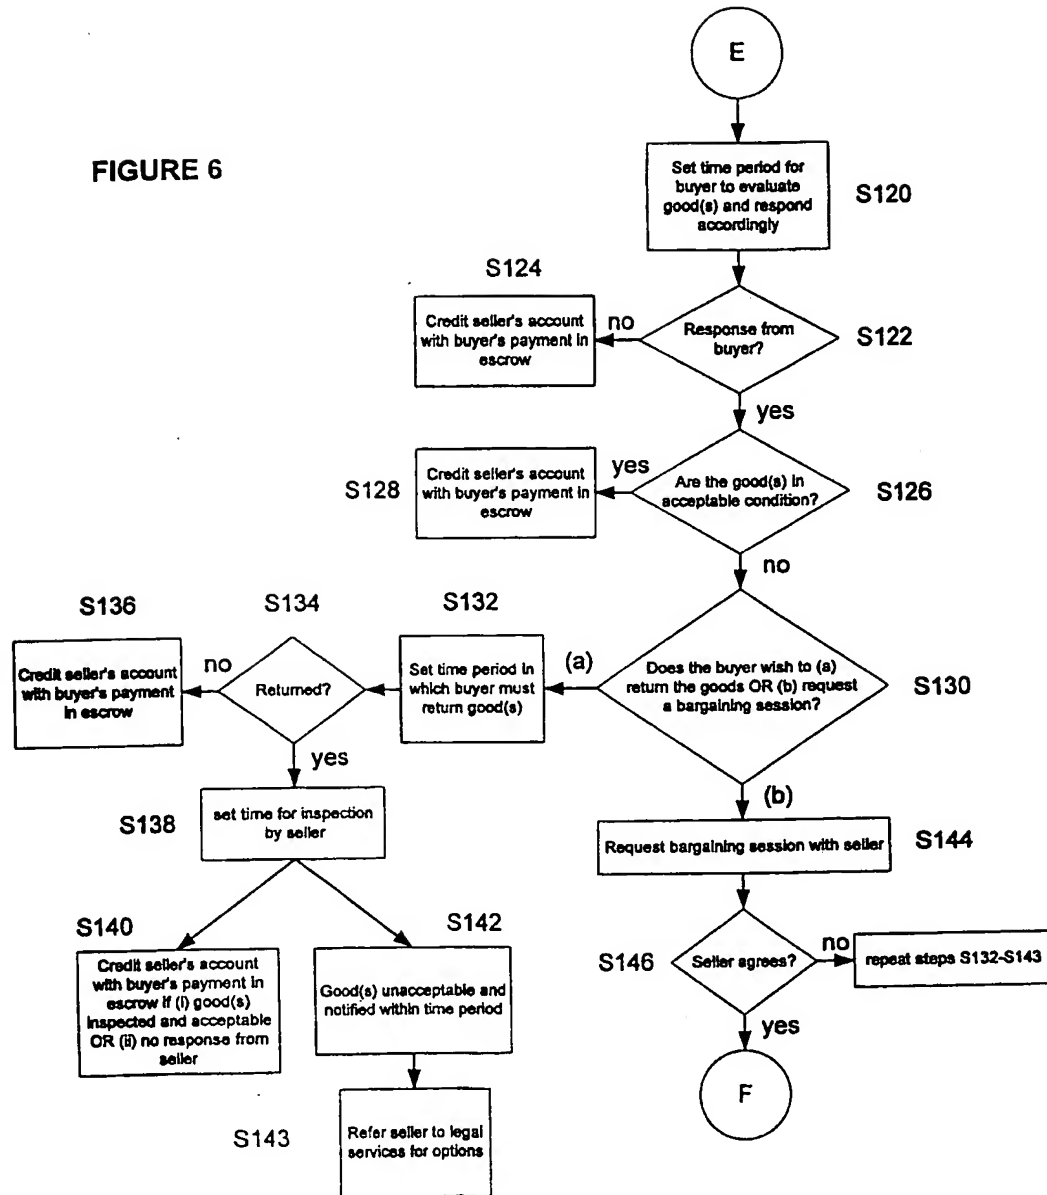 E
FIGURE 6
Set time period for
buyer to evaluate
good(s) and respond
accordingly
S120
S124
Credit seller's account
with buyer's payment in
escrow
no
Response from
buyer?
S122
yes
S128
Credit seller's account
with buyer's payment in
escrow
yes
Are the good(s) in
acceptable condition?
S126
no
S136
S134
S132
Credit seller's account
with buyer's payment
in escrow
no
Returned?
Set time period in
which buyer must
return good(s)
(a)
Does the buyer wish to (a)
return the goods OR (b) request
a bargaining session?
S130
yes
(b)
S138
set time for inspection
by seller
Request bargaining session with seller
S144
S140
S142
Credit seller's account
with buyer's payment in
escrow if (i) good(s)
inspected and acceptable
OR (ii) no response from
seller
Good(s) unacceptable and
notified within time period
S146
Seller agrees?
no
repeat steps S132-S143
yes
F
S143
Refer seller to legal
services for options